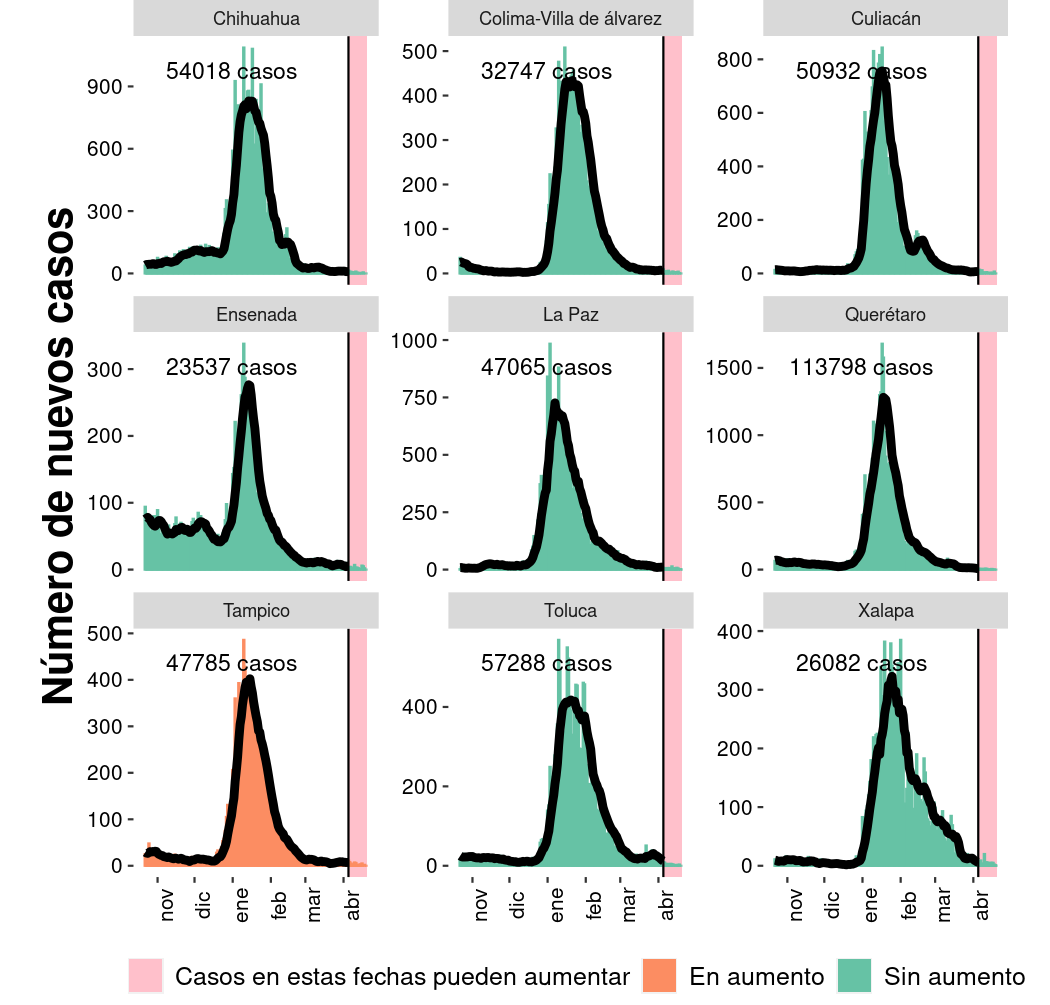 Número de nuevos casos
Chihuahua
54018 casos
900
600
300
0
Colima-Villa de álvarez
32747 casos
500
400
300
200
100
0
Culiacán
50932 casos
800
600
400
200
0
Ensenada
23537 casos
300
200
100
0
La Paz
47065 casos
1000
750
500
250
0
Querétaro
113798 casos
1500
1000
500
0
Tampico
47785 casos
500
400
300
200
100
0
nov dic ene feb mar abr
Toluca
57288 casos
400
200
0
nov dic ene feb mar abr
Xalapa
26082 casos
400
300
200
100
0
nov dic ene feb mar abr
Casos en estas fechas pueden aumentar En aumento Sin aumento